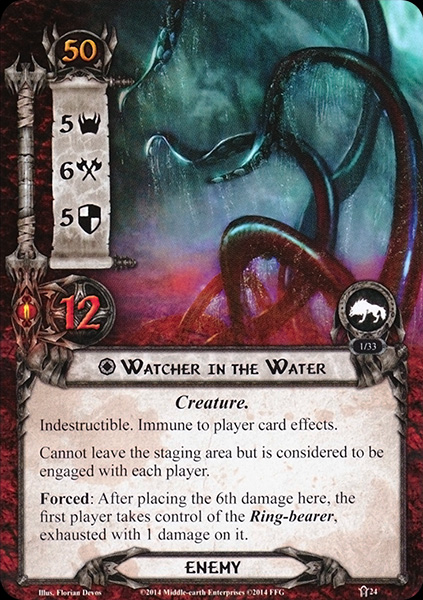 50
5
6
5
12
1/33
WATCHER IN THE WATER
Creature.
Indestructible. Immune to player card effects.
Cannot leave the staging area but is considered to be
engaged with each player.
Forced: After placing the 6th damage here, the
first player takes control of the Ring-bearer,
exhausted with 1 damage on it.
ENEMY
Illus. Florian Devos ©2014 Middle-earth Enterprises ©2014 FFG 24